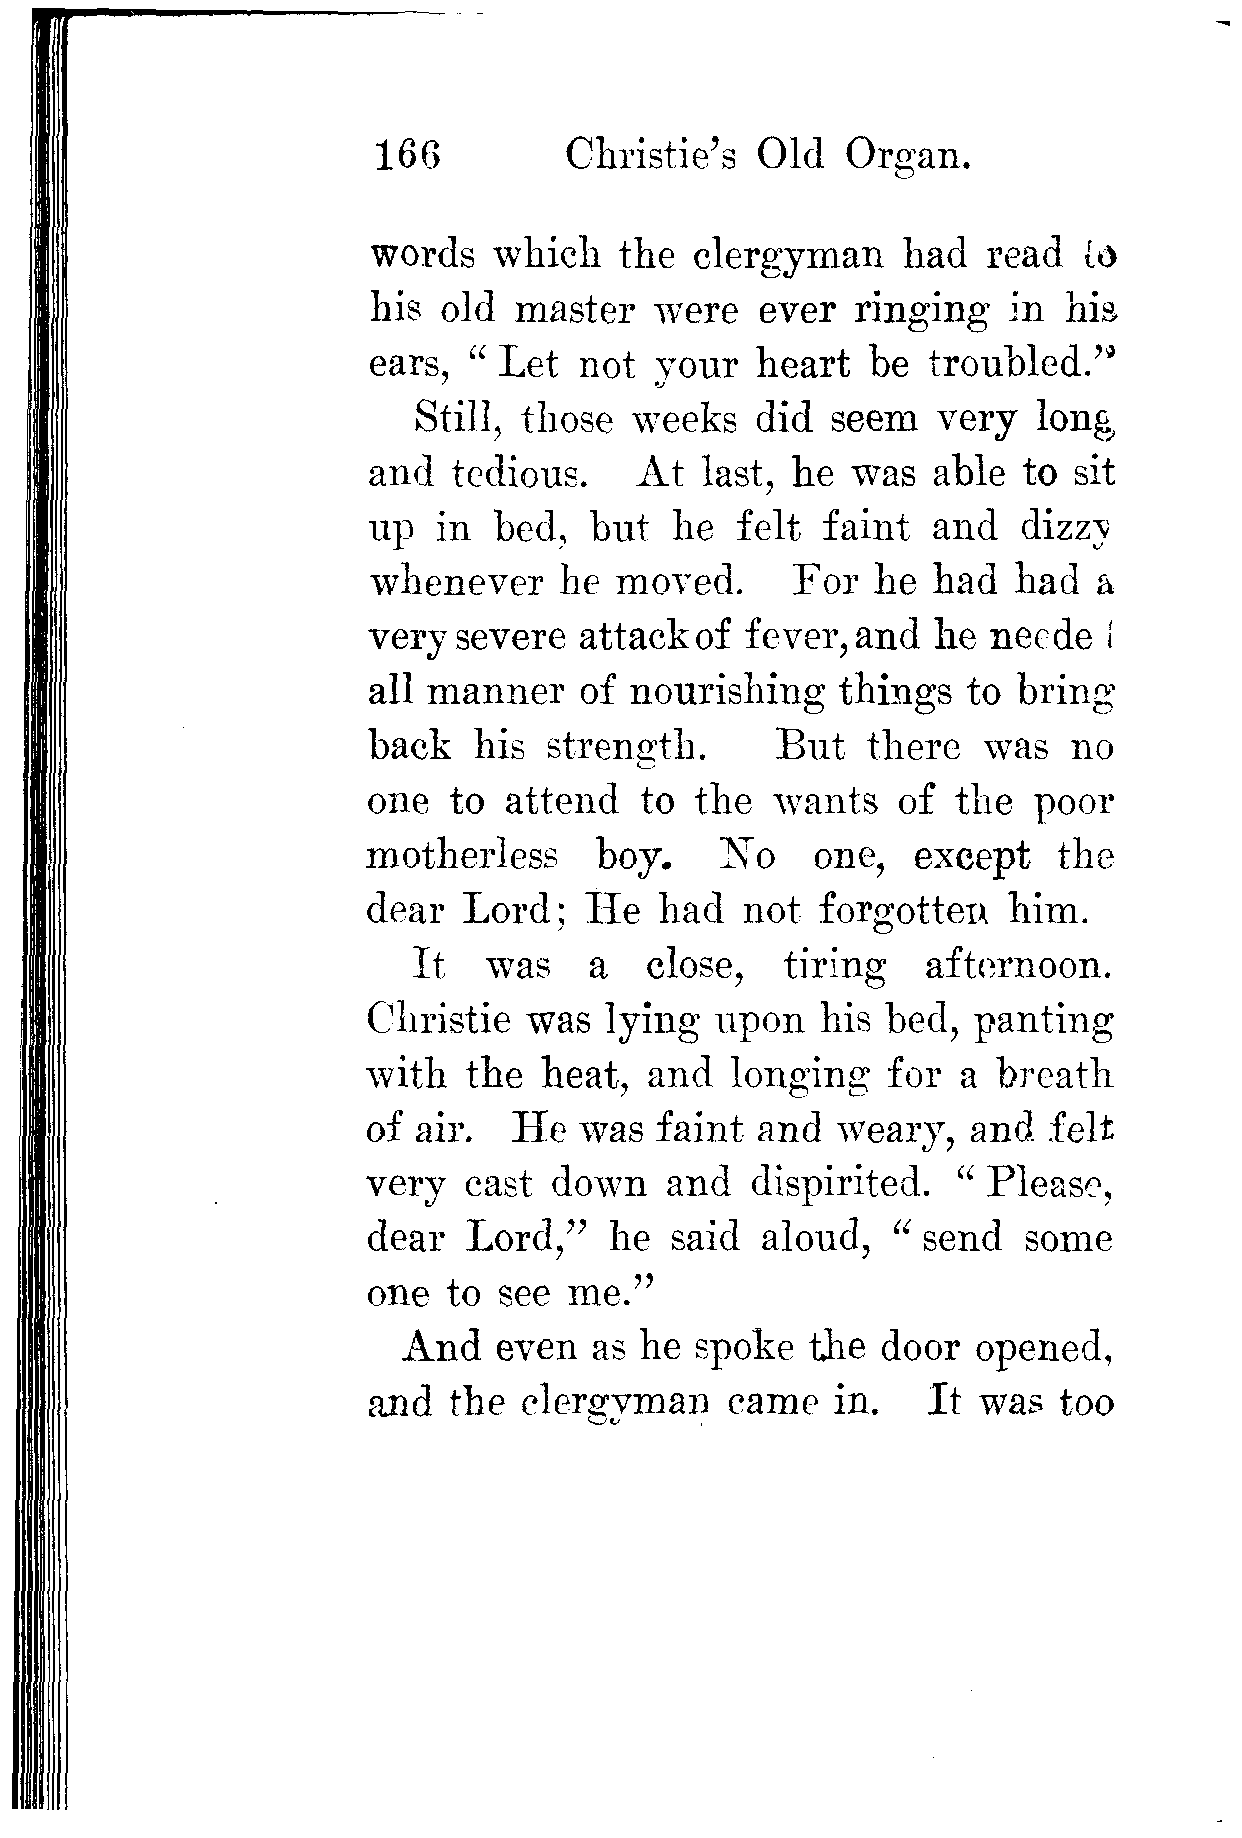 166 Christie's Old Organ.
words which the clergyman had read to
his old master were ever ringing in his
ears, " Let not your heart be troubled."
Still, those weeks did seem very long,
and tedious. At last, he was able to sit
up in bed, but he felt faint and dizzy
whenever he moved. For he had had a
very severe attack of fever, and he needed
all manner of nourishing things to bring
back his strength. But there was no
one to attend to the wants of the poor
motherless boy. No one, except the
dear Lord; He had not forgotten him.
It was a close, tiring afternoon.
Christie was lying upon his bed, panting
with the heat, and longing for a breath
of air. He was faint and weary, and felt
very cast down and dispirited. " Please,
dear Lord," he said aloud, " send some
one to see me."
And even as he spoke the door opened,
and the clergyman came in. It was too